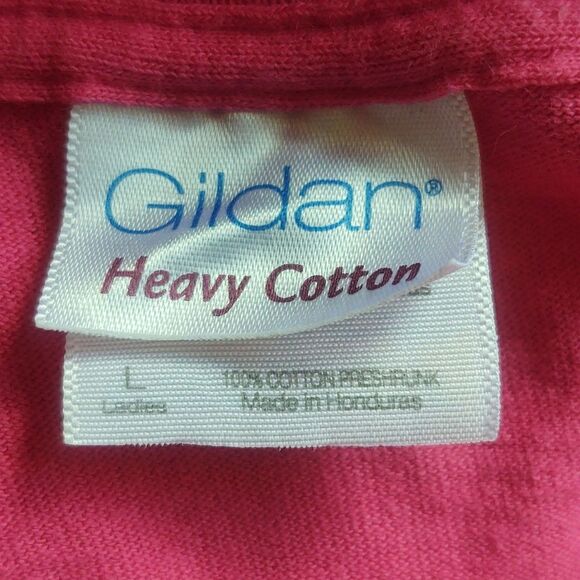 Gildan®
Heavy Cotton
L
Ladies
100% COTTON PRESHRUNK
Made in Honduras